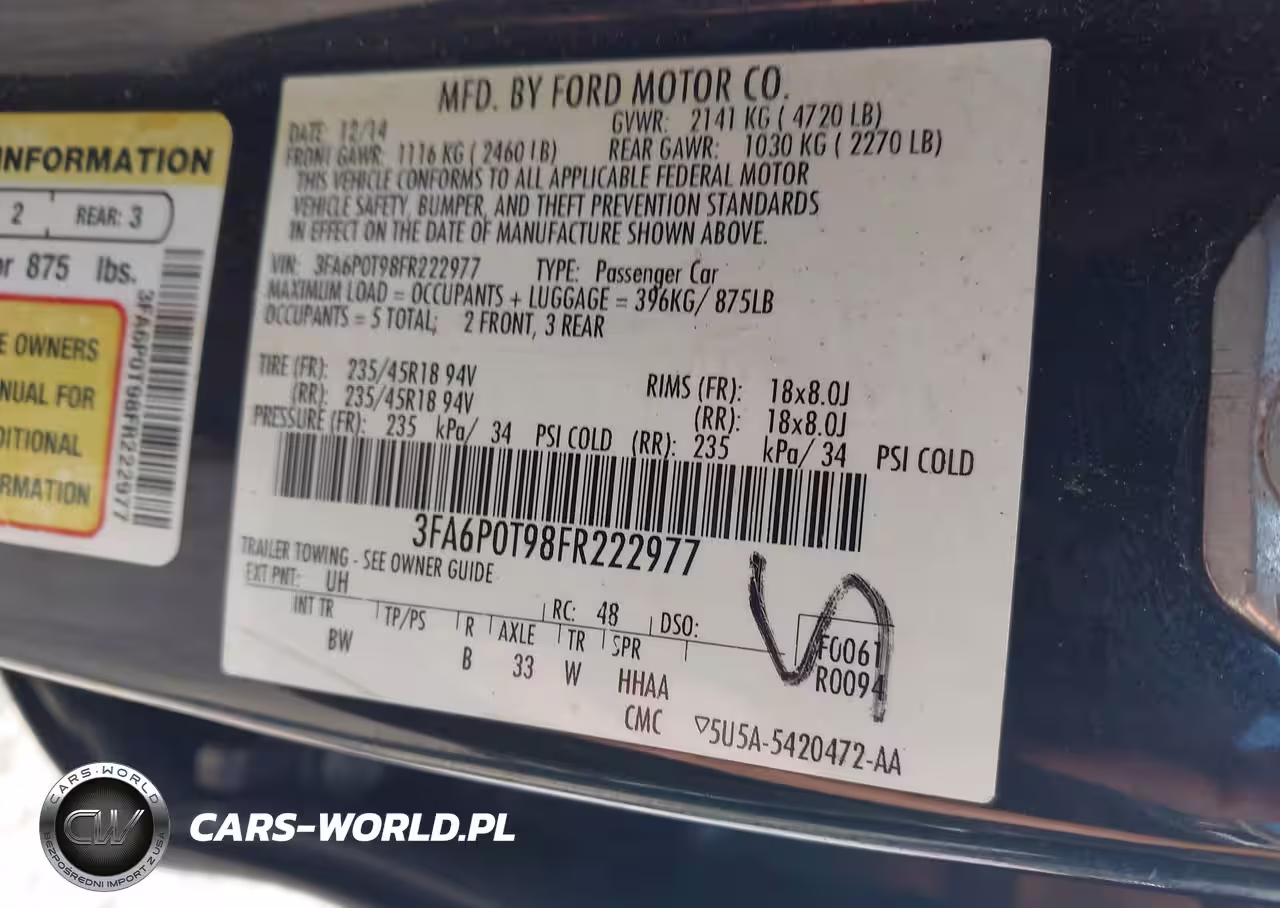 MFD. BY FORD MOTOR CO.
DATE: 12/14 GVWR: 2141 KG ( 4720 LB)
FRONT GAWR: 1116 KG ( 2460 LB) REAR GAWR: 1030 KG ( 2270 LB)
THIS VEHICLE CONFORMS TO ALL APPLICABLE FEDERAL MOTOR
VEHICLE SAFETY, BUMPER, AND THEFT PREVENTION STANDARDS
IN EFFECT ON THE DATE OF MANUFACTURE SHOWN ABOVE.
VIN: 3FA6P0T98FR222977 TYPE: Passenger Car
MAXIMUM LOAD = OCCUPANTS + LUGGAGE = 396KG/ 875LB
OCCUPANTS = 5 TOTAL; 2 FRONT, 3 REAR
TIRE (FR): 235/45R18 94V RIMS (FR): 18x8.0J
(RR): 235/45R18 94V (RR): 18x8.0J
PRESSURE (FR): 235 kPa/ 34 PSI COLD (RR): 235 kPa/ 34 PSI COLD
3FA6P0T98FR222977
TRAILER TOWING - SEE OWNER GUIDE
EXT PNT: UH RC: 48 DSO:
INT TR TP/PS R AXLE TR SPR F0061
BW B 33 W HHAA R0094
CMC ▽5U5A-5420472-AA
INFORMATION
2 REAR: 3
or 875 lbs.
3FA6P0T98FR222977
E OWNERS
NUAL FOR
DITIONAL
RMATION
CARS-WORLD
CW
BEZPOŚREDNI IMPORT Z USA
CARS-WORLD.PL